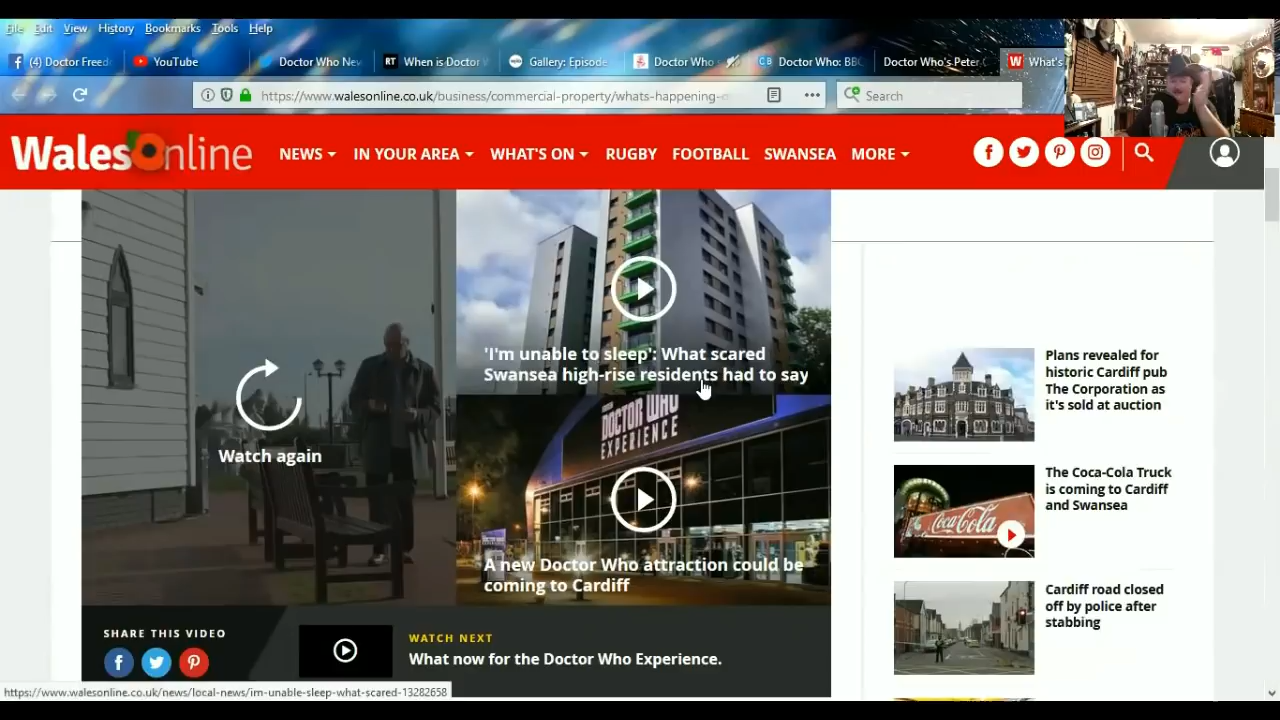 File Edit View History Bookmarks Tools Help
(4) Doctor Freed
YouTube
Doctor Who New
RT When is Doctor
Gallery: Episode
Doctor Who
CB Doctor Who: BBC
Doctor Who's Peter C
W What's
https://www.walesonline.co.uk/business/commercial-property/whats-happening-
Search
WalesOnline
NEWS IN YOUR AREA WHAT'S ON RUGBY FOOTBALL SWANSEA MORE
Watch again
'I'm unable to sleep': What scared
Swansea high-rise residents had to say
DOCTOR WHO
EXPERIENCE
A new Doctor Who attraction could be
coming to Cardiff
SHARE THIS VIDEO
WATCH NEXT
What now for the Doctor Who Experience.
Plans revealed for
historic Cardiff pub
The Corporation as
it's sold at auction
Coca-Cola
The Coca-Cola Truck
is coming to Cardiff
and Swansea
Cardiff road closed
off by police after
stabbing
https://www.walesonline.co.uk/news/local-news/im-unable-sleep-what-scared-13282658